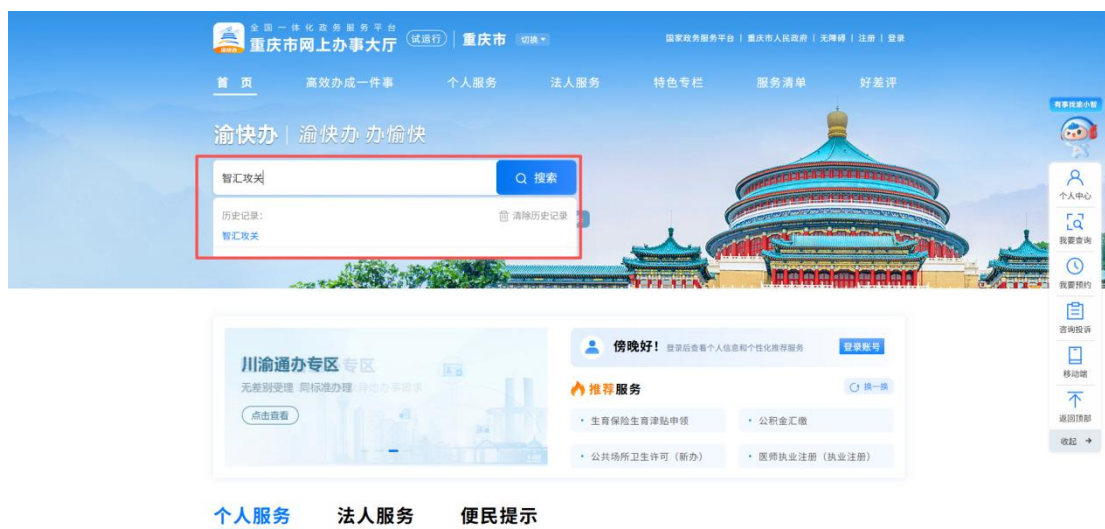 全国一体化政务服务平台
重庆市网上办事大厅 试运行 重庆市 切换
国家政务服务平台 | 重庆市人民政府 | 无障碍 | 注册 | 登录
首页 高效办成一件事 个人服务 法人服务 特色专栏 服务清单 好差评
渝快办 | 渝快办 办愉快
智汇攻关 搜索
历史记录: 清除历史记录
智汇攻关
有事找渝小智
个人中心
我要查询
我要预约
咨询投诉
移动端
返回顶部
收起
川渝通办专区
无差别受理 同标准办理
点击查看
傍晚好! 登录后查看个人信息和个性化推荐服务 登录账号
推荐服务 换一换
生育保险生育津贴申领 公积金汇缴
公共场所卫生许可（新办） 医师执业注册（执业注册）
个人服务 法人服务 便民提示